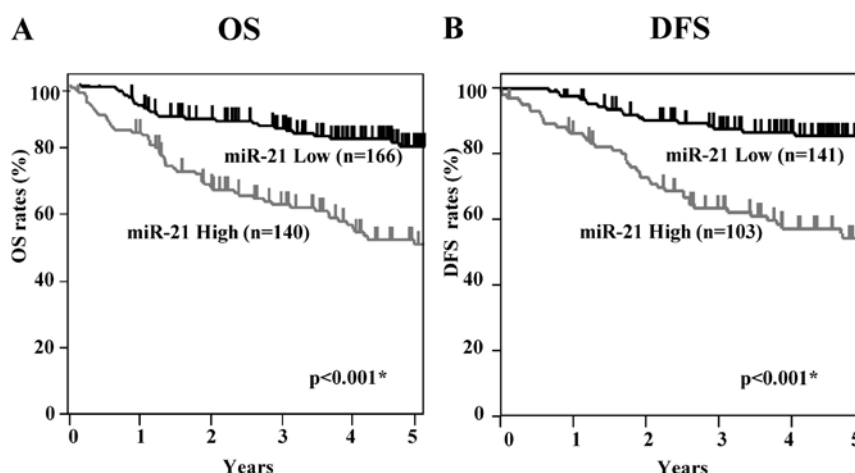 A
OS
OS rates (%)
100
80
60
40
20
0
miR-21 Low (n=166)
miR-21 High (n=140)
p<0.001*
0 1 2 3 4 5
Years
B
DFS
DFS rates (%)
100
80
60
40
20
0
miR-21 Low (n=141)
miR-21 High (n=103)
p<0.001*
0 1 2 3 4 5
Years